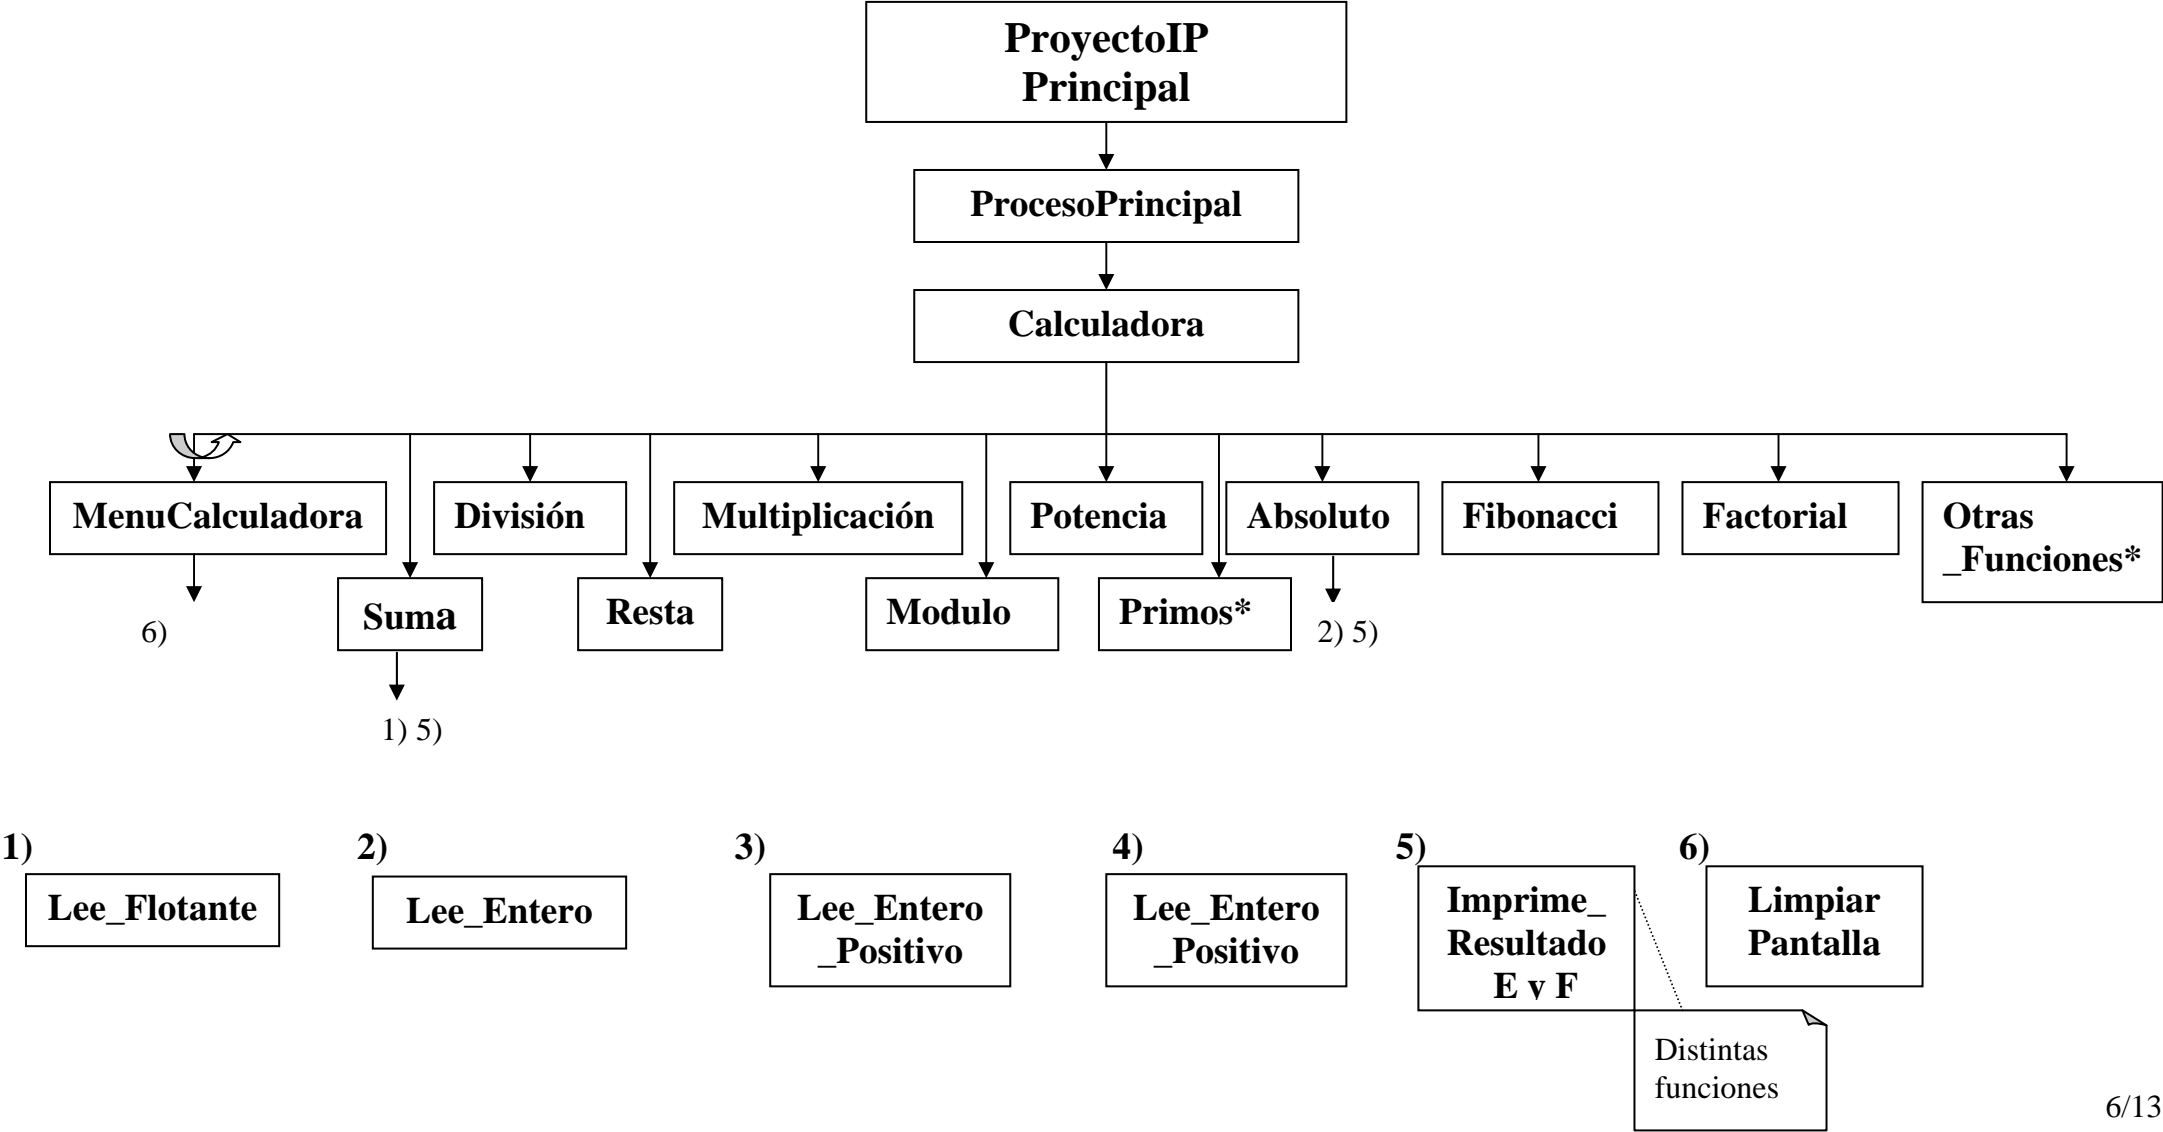 ProyectoIP
Principal
ProcesoPrincipal
Calculadora
MenuCalculadora
División
Multiplicación
Potencia
Absoluto
Fibonacci
Factorial
Otras
_Funciones*
6)
Suma
Resta
Modulo
Primos*
2) 5)
1) 5)
1)
2)
3)
4)
5)
6)
Lee_Flotante
Lee_Entero
Lee_Entero
_Positivo
Lee_Entero
_Positivo
Imprime_
Resultado
E y F
Limpiar
Pantalla
Distintas
funciones
6/13